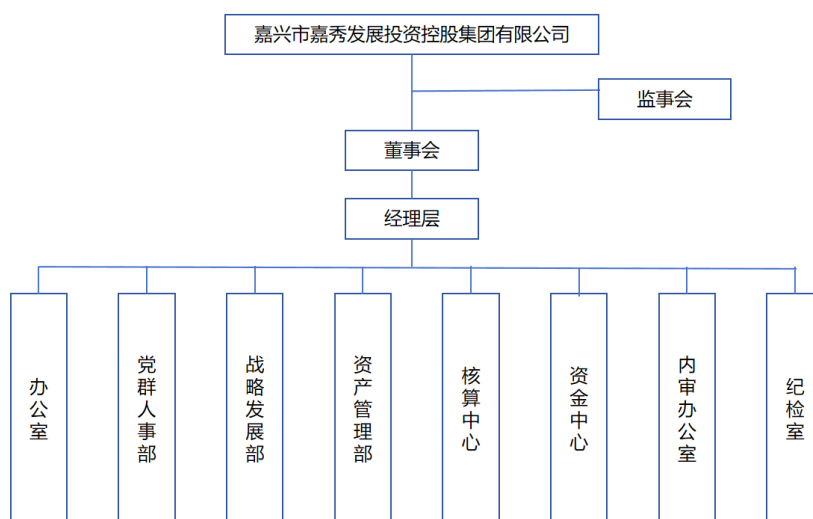 嘉兴市嘉秀发展投资控股集团有限公司
监事会
董事会
经理层
办公室
党群人事部
战略发展部
资产管理部
核算中心
资金中心
内审办公室
纪检室